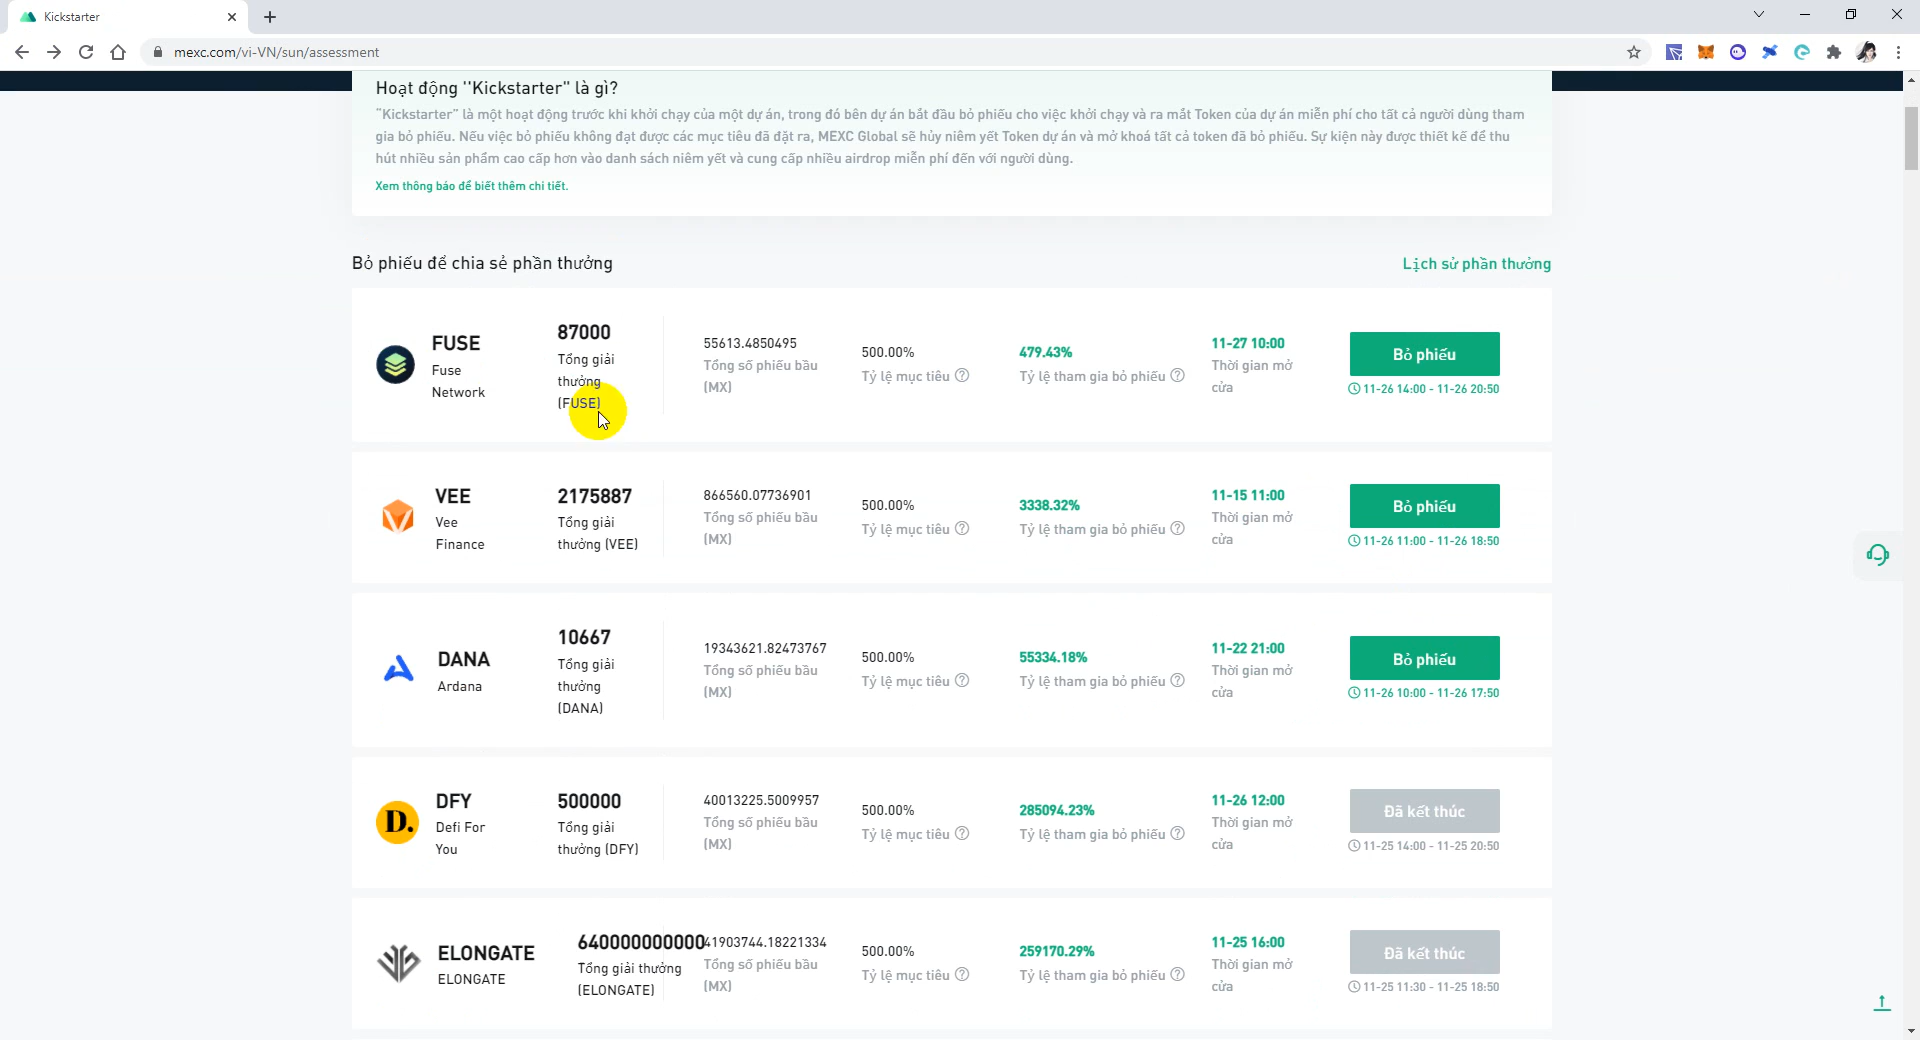 Kickstarter
mexc.com/vi-VN/sun/assessment
Hoạt động ''Kickstarter" là gì?
"Kickstarter" là một hoạt động trước khi khởi chạy của một dự án, trong đó bên dự án bắt đầu bỏ phiếu cho việc khởi chạy và ra mắt Token của dự án miễn phí cho tất cả người dùng tham
gia bỏ phiếu. Nếu việc bỏ phiếu không đạt được các mục tiêu đã đặt ra, MEXC Global sẽ hủy niêm yết Token dự án và mở khoá tất cả token đã bỏ phiếu. Sự kiện này được thiết kế để thu
hút nhiều sản phẩm cao cấp hơn vào danh sách niêm yết và cung cấp nhiều airdrop miễn phí đến với người dùng.
Xem thông báo để biết thêm chi tiết.
Bỏ phiếu để chia sẻ phần thưởng
Lịch sử phần thưởng
FUSE
Fuse
Network
87000
Tổng giải
thưởng
(FUSE)
55613.4850495
Tổng số phiếu bầu
(MX)
500.00%
Tỷ lệ mục tiêu
479.43%
Tỷ lệ tham gia bỏ phiếu
11-27 10:00
Thời gian mở
cửa
Bỏ phiếu
11-26 14:00 - 11-26 20:50
VEE
Vee
Finance
2175887
Tổng giải
thưởng (VEE)
866560.07736901
Tổng số phiếu bầu
(MX)
500.00%
Tỷ lệ mục tiêu
3338.32%
Tỷ lệ tham gia bỏ phiếu
11-15 11:00
Thời gian mở
cửa
Bỏ phiếu
11-26 11:00 - 11-26 18:50
DANA
Ardana
10667
Tổng giải
thưởng
(DANA)
19343621.82473767
Tổng số phiếu bầu
(MX)
500.00%
Tỷ lệ mục tiêu
55334.18%
Tỷ lệ tham gia bỏ phiếu
11-22 21:00
Thời gian mở
cửa
Bỏ phiếu
11-26 10:00 - 11-26 17:50
D.
DFY
Defi For
You
500000
Tổng giải
thưởng (DFY)
40013225.5009957
Tổng số phiếu bầu
(MX)
500.00%
Tỷ lệ mục tiêu
285094.23%
Tỷ lệ tham gia bỏ phiếu
11-26 12:00
Thời gian mở
cửa
Đã kết thúc
11-25 14:00 - 11-25 20:50
ELONGATE
ELONGATE
640000000000
Tổng giải thưởng
(ELONGATE)
41903744.18221334
Tổng số phiếu bầu
(MX)
500.00%
Tỷ lệ mục tiêu
259170.29%
Tỷ lệ tham gia bỏ phiếu
11-25 16:00
Thời gian mở
cửa
Đã kết thúc
11-25 11:30 - 11-25 18:50